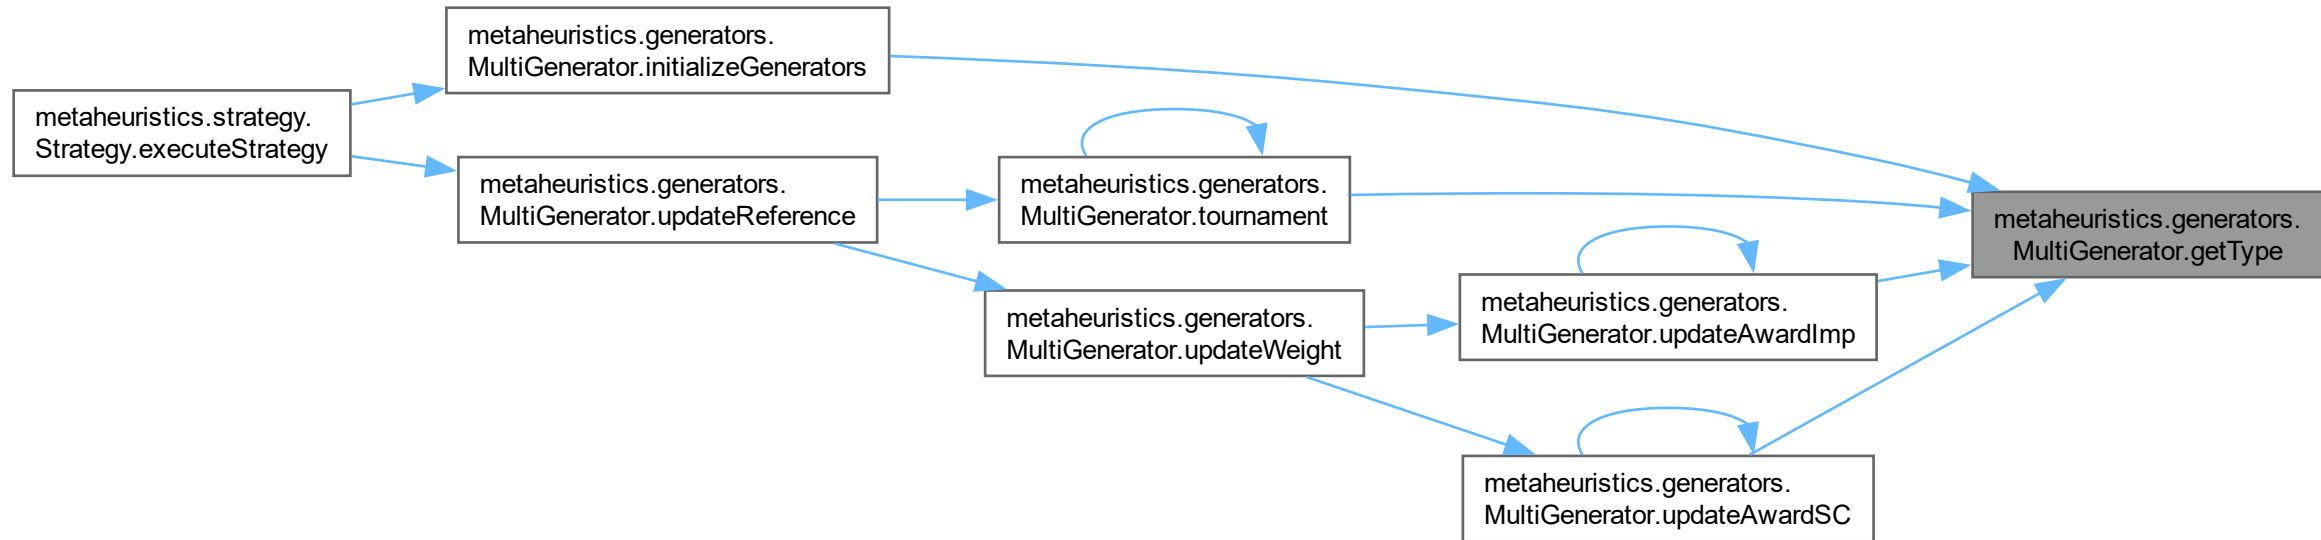 metaheuristics.generators.
MultiGenerator.initializeGenerators
metaheuristics.strategy.
Strategy.executeStrategy
metaheuristics.generators.
MultiGenerator.updateReference
metaheuristics.generators.
MultiGenerator.tournament
metaheuristics.generators.
MultiGenerator.getType
metaheuristics.generators.
MultiGenerator.updateWeight
metaheuristics.generators.
MultiGenerator.updateAwardImp
metaheuristics.generators.
MultiGenerator.updateAwardSC